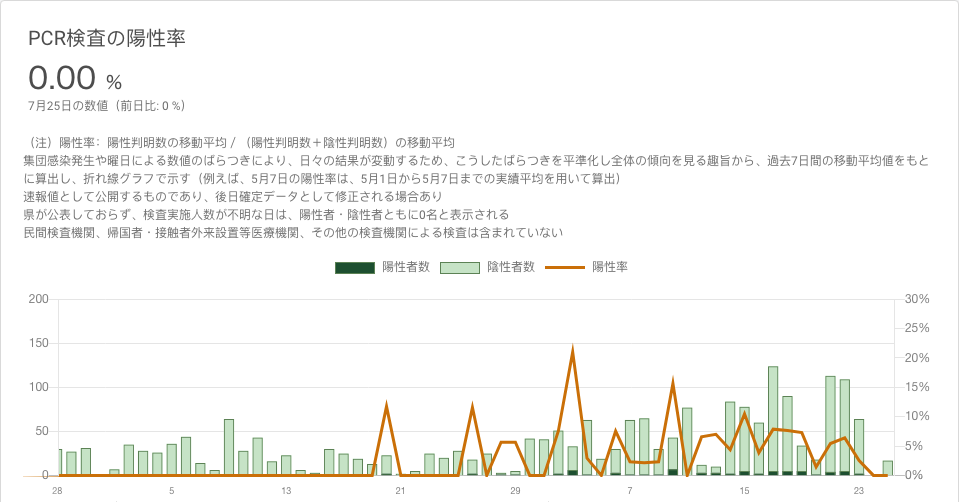 PCR検査の陽性率
0.00 %
7月25日の数値（前日比: 0 %）
（注）陽性率：陽性判明数の移動平均 / （陽性判明数＋陰性判明数）の移動平均
集団感染発生や曜日による数値のばらつきにより、日々の結果が変動するため、こうしたばらつきを平準化し全体の傾向を見る趣旨から、過去7日間の移動平均値をもと
に算出し、折れ線グラフで示す（例えば、5月7日の陽性率は、5月1日から5月7日までの実績平均を用いて算出）
速報値として公開するものであり、後日確定データとして修正される場合あり
県が公表しておらず、検査実施人数が不明な日は、陽性者・陰性者ともに0名と表示される
民間検査機関、帰国者・接触者外来設置等医療機関、その他の検査機関による検査は含まれていない
陽性者数 陰性者数 陽性率
200 30%
25%
150 20%
100 15%
10%
50 5%
0 0%
28 5 13 21 29 7 15 23